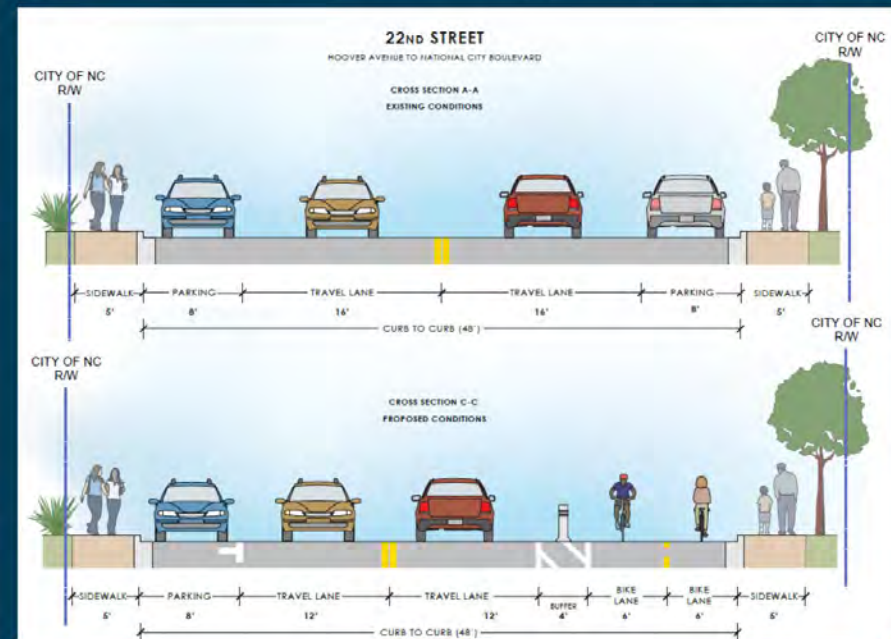 22ND STREET
HOOVER AVENUE TO NATIONAL CITY BOULEVARD
CITY OF NC
R/W
CITY OF NC
R/W
CROSS SECTION A-A
EXISTING CONDITIONS
SIDEWALK PARKING TRAVEL LANE TRAVEL LANE PARKING SIDEWALK
5' 8' 16' 16' 8' 5'
CURB TO CURB (48')
CITY OF NC
R/W
CITY OF NC
R/W
CROSS SECTION C-C
PROPOSED CONDITIONS
SIDEWALK PARKING TRAVEL LANE TRAVEL LANE BUFFER BIKE LANE BIKE LANE SIDEWALK
5' 8' 12' 12' 4' 6' 6' 5'
CURB TO CURB (48')